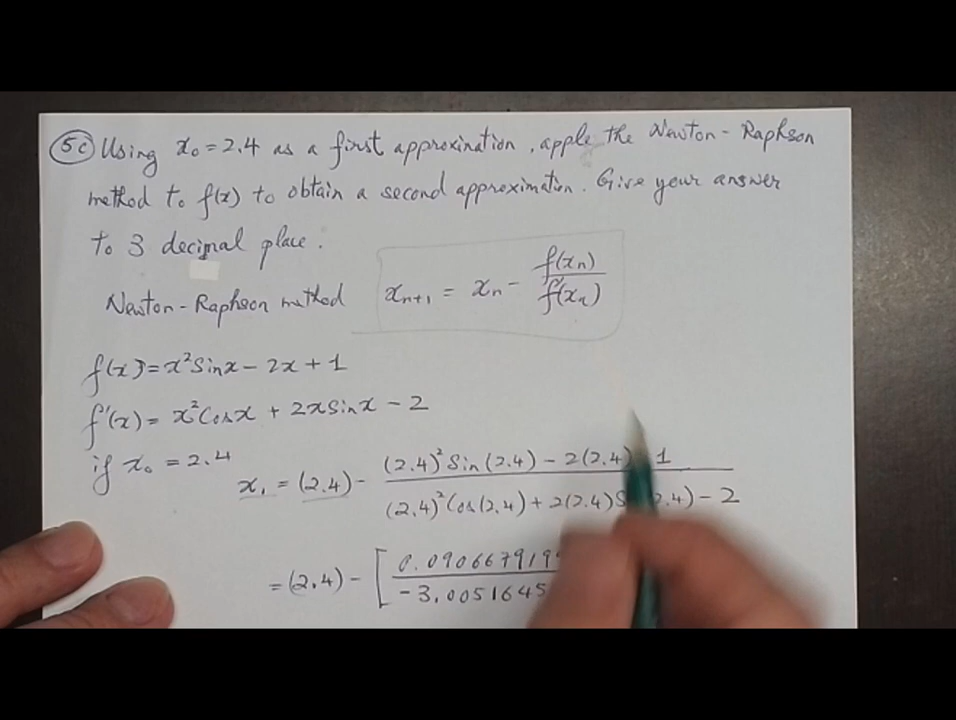 5c Using x₀ = 2.4 as a first approximation, apple the Newton-Raphson
method to f(x) to obtain a second approximation. Give your answer
to 3 decimal place.
Newton-Raphson method xₙ₊₁ = xₙ - f(xₙ)/f'(xₙ)
f(x) = x² Sin x - 2x + 1
f'(x) = x² Cos x + 2x Sin x - 2
if x₀ = 2.4
x₁ = (2.4) - (2.4)² Sin (2.4) - 2(2.4) 1
(2.4)² Cos (2.4) + 2(2.4) S (2.4) - 2
= (2.4) - [ 0.09066791
-3.0051645